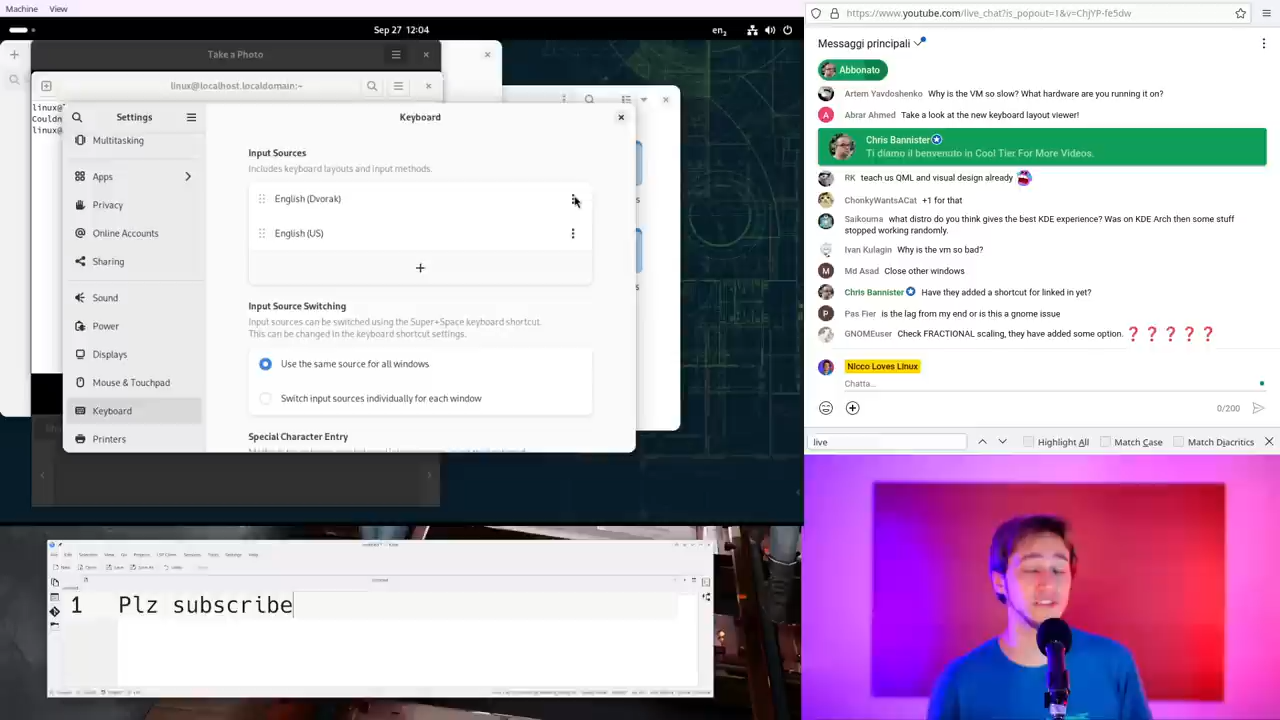 Machine View
Sep 27 12:04
en₂
Take a Photo
linux@localhost.localdomain:~
linux@
Couldn
linux@
Settings
Multitasking
Apps
Privacy
Online Accounts
Sharing
Sound
Power
Displays
Mouse & Touchpad
Keyboard
Printers
Keyboard
Input Sources
Includes keyboard layouts and input methods.
English (Dvorak)
English (US)
+
Input Source Switching
Input sources can be switched using the Super+Space keyboard shortcut.
This can be changed in the keyboard shortcut settings.
Use the same source for all windows
Switch input sources individually for each window
Special Character Entry
1 Plz subscribe
https://www.youtube.com/live_chat?is_popout=1&v=ChjYP-fe5dw
Messaggi principali
Abbonato
Artem Yavdoshenko Why is the VM so slow? What hardware are you running it on?
Abrar Ahmed Take a look at the new keyboard layout viewer!
Chris Bannister
Ti diamo il benvenuto in Cool Tier For More Videos.
RK teach us QML and visual design already
ChonkyWantsACat +1 for that
Saikouma what distro do you think gives the best KDE experience? Was on KDE Arch then some stuff
stopped working randomly.
Ivan Kulagin Why is the vm so bad?
Md Asad Close other windows
Chris Bannister Have they added a shortcut for linked in yet?
Pas Fier is the lag from my end or is this a gnome issue
GNOMEuser Check FRACTIONAL scaling, they have added some option. ❓❓❓❓❓
Nicco Loves Linux
Chatta...
0/200
live
Highlight All Match Case Match Diacritics